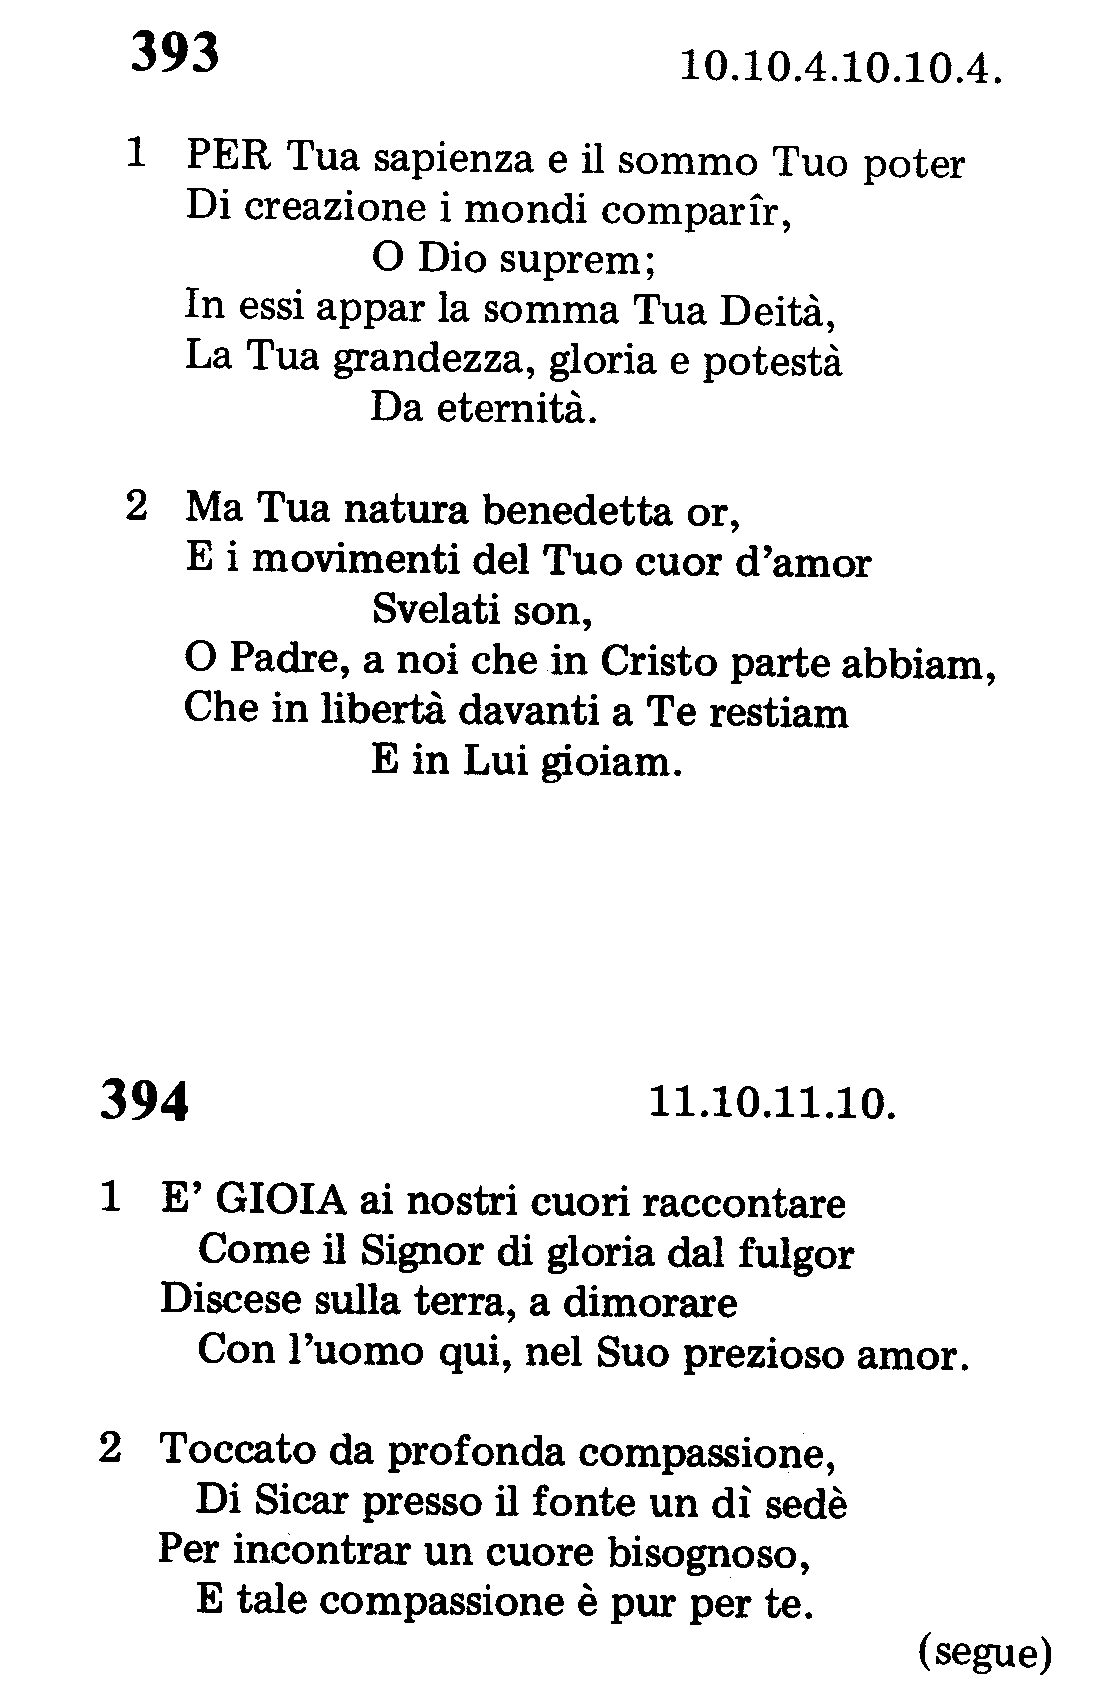 393 10.10.4.10.10.4.
1 PER Tua sapienza e il sommo Tuo poter
Di creazione i mondi comparîr,
O Dio suprem;
In essi appar la somma Tua Deità,
La Tua grandezza, gloria e potestà
Da eternità.
2 Ma Tua natura benedetta or,
E i movimenti del Tuo cuor d’amor
Svelati son,
O Padre, a noi che in Cristo parte abbiam,
Che in libertà davanti a Te restiam
E in Lui gioiam.
394 11.10.11.10.
1 E’ GIOIA ai nostri cuori raccontare
Come il Signor di gloria dal fulgor
Discese sulla terra, a dimorare
Con l’uomo qui, nel Suo prezioso amor.
2 Toccato da profonda compassione,
Di Sicar presso il fonte un dì sedè
Per incontrar un cuore bisognoso,
E tale compassione è pur per te.
(segue)